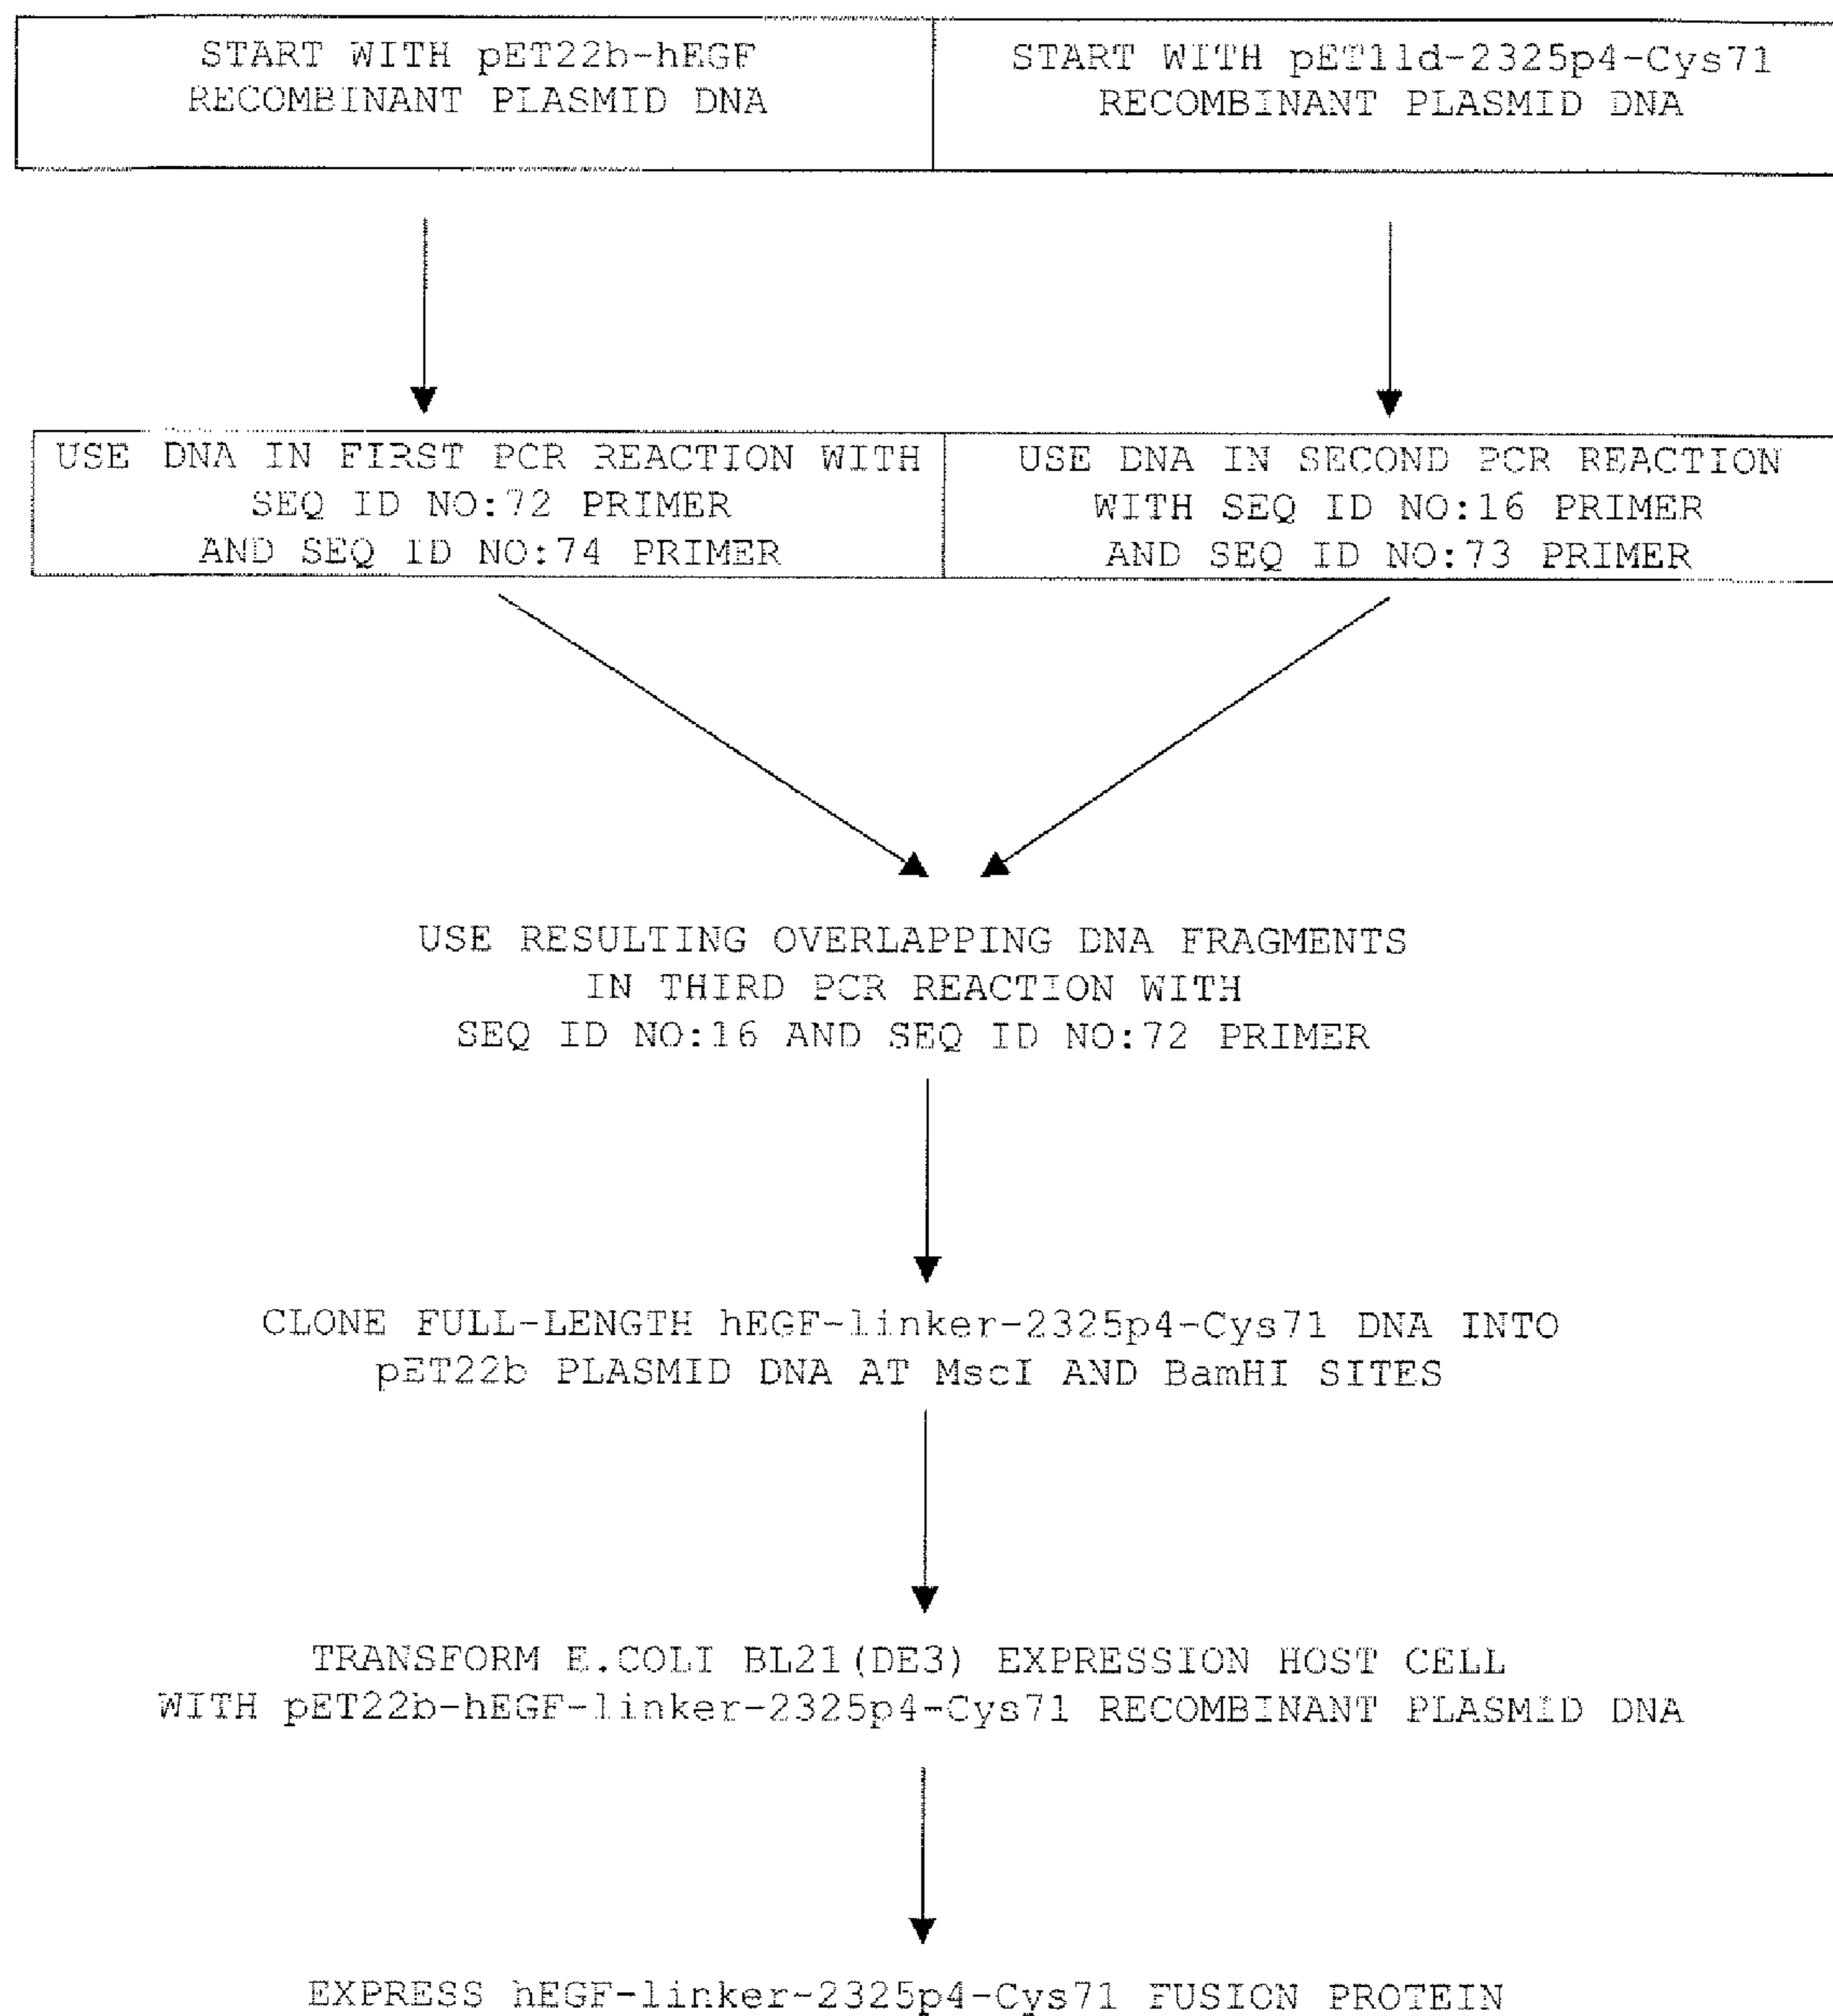 START WITH pET22b-hEGF
RECOMBINANT PLASMID DNA
START WITH pET11d-2325p4-Cys71
RECOMBINANT PLASMID DNA
USE DNA IN FIRST PCR REACTION WITH
SEQ ID NO:72 PRIMER
AND SEQ ID NO:74 PRIMER
USE DNA IN SECOND PCR REACTION
WITH SEQ ID NO:16 PRIMER
AND SEQ ID NO:73 PRIMER
USE RESULTING OVERLAPPING DNA FRAGMENTS
IN THIRD PCR REACTION WITH
SEQ ID NO:16 AND SEQ ID NO:72 PRIMER
CLONE FULL-LENGTH hEGF-linker-2325p4-Cys71 DNA INTO
pET22b PLASMID DNA AT MscI AND BamHI SITES
TRANSFORM E.COLI BL21(DE3) EXPRESSION HOST CELL
WITH pET22b-hEGF-linker-2325p4-Cys71 RECOMBINANT PLASMID DNA
EXPRESS hEGF-linker-2325p4-Cys71 FUSION PROTEIN